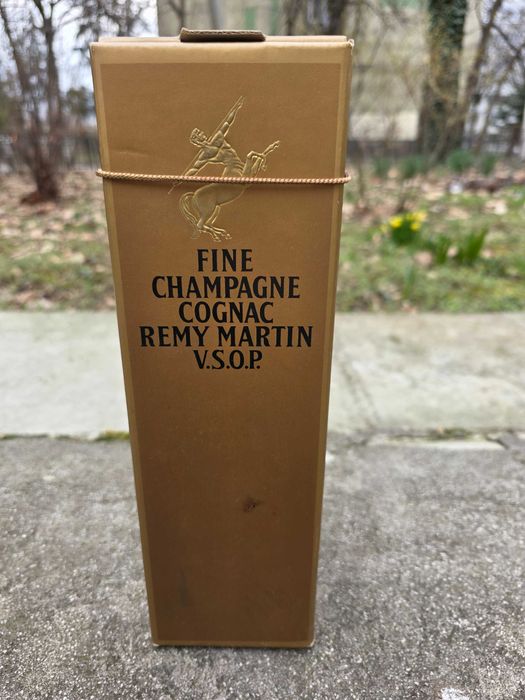 FINE
CHAMPAGNE
COGNAC
REMY MARTIN
V.S.O.P.